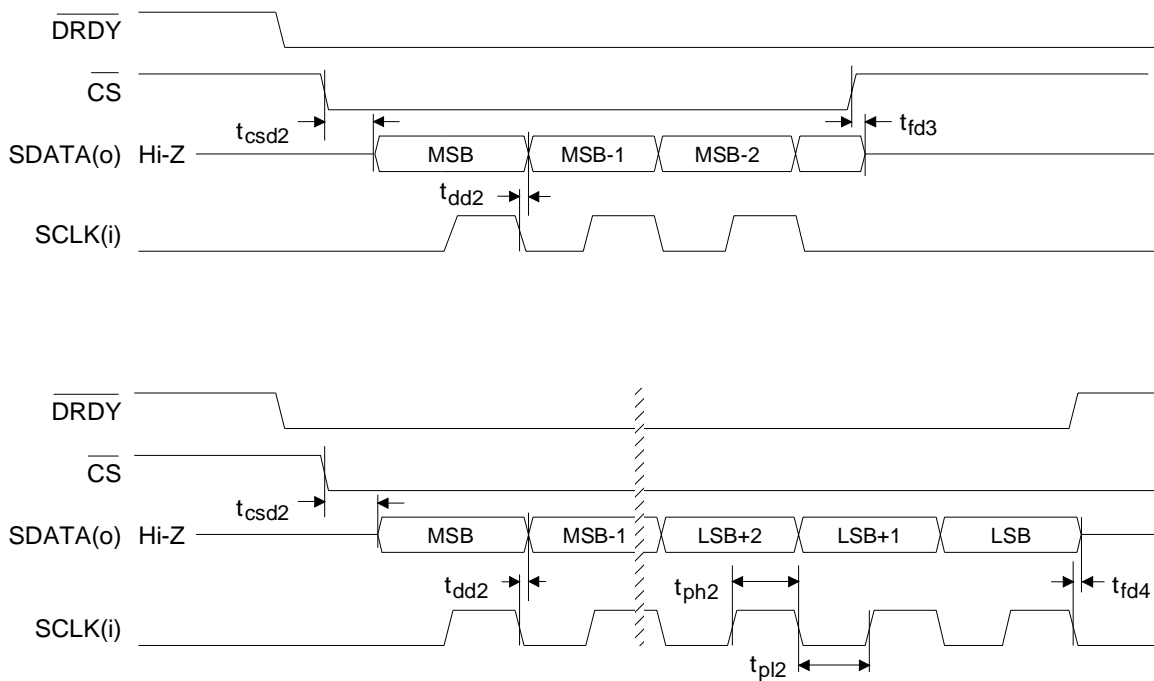 DRDY
CS
tcsd2
tfd3
SDATA(o) Hi-Z MSB MSB-1 MSB-2
tdd2
SCLK(i)
DRDY
CS
tcsd2
SDATA(o) Hi-Z MSB MSB-1 LSB+2 LSB+1 LSB
tdd2 tph2 tfd4
SCLK(i)
tpl2